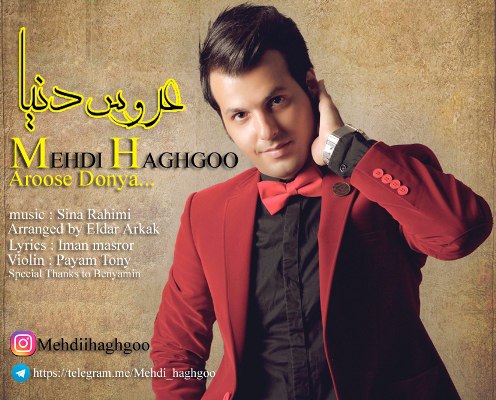 عروس دنیا
MEHDI HAGHGOO
Aroose Donya...
music : Sina Rahimi
Arranged by Eldar Arkak
Lyrics : Iman masror
Violin : Payam Tony
Special Thanks to Benyamin
Mehdiihaghgoo
https://telegram.me/Mehdi_haghgoo